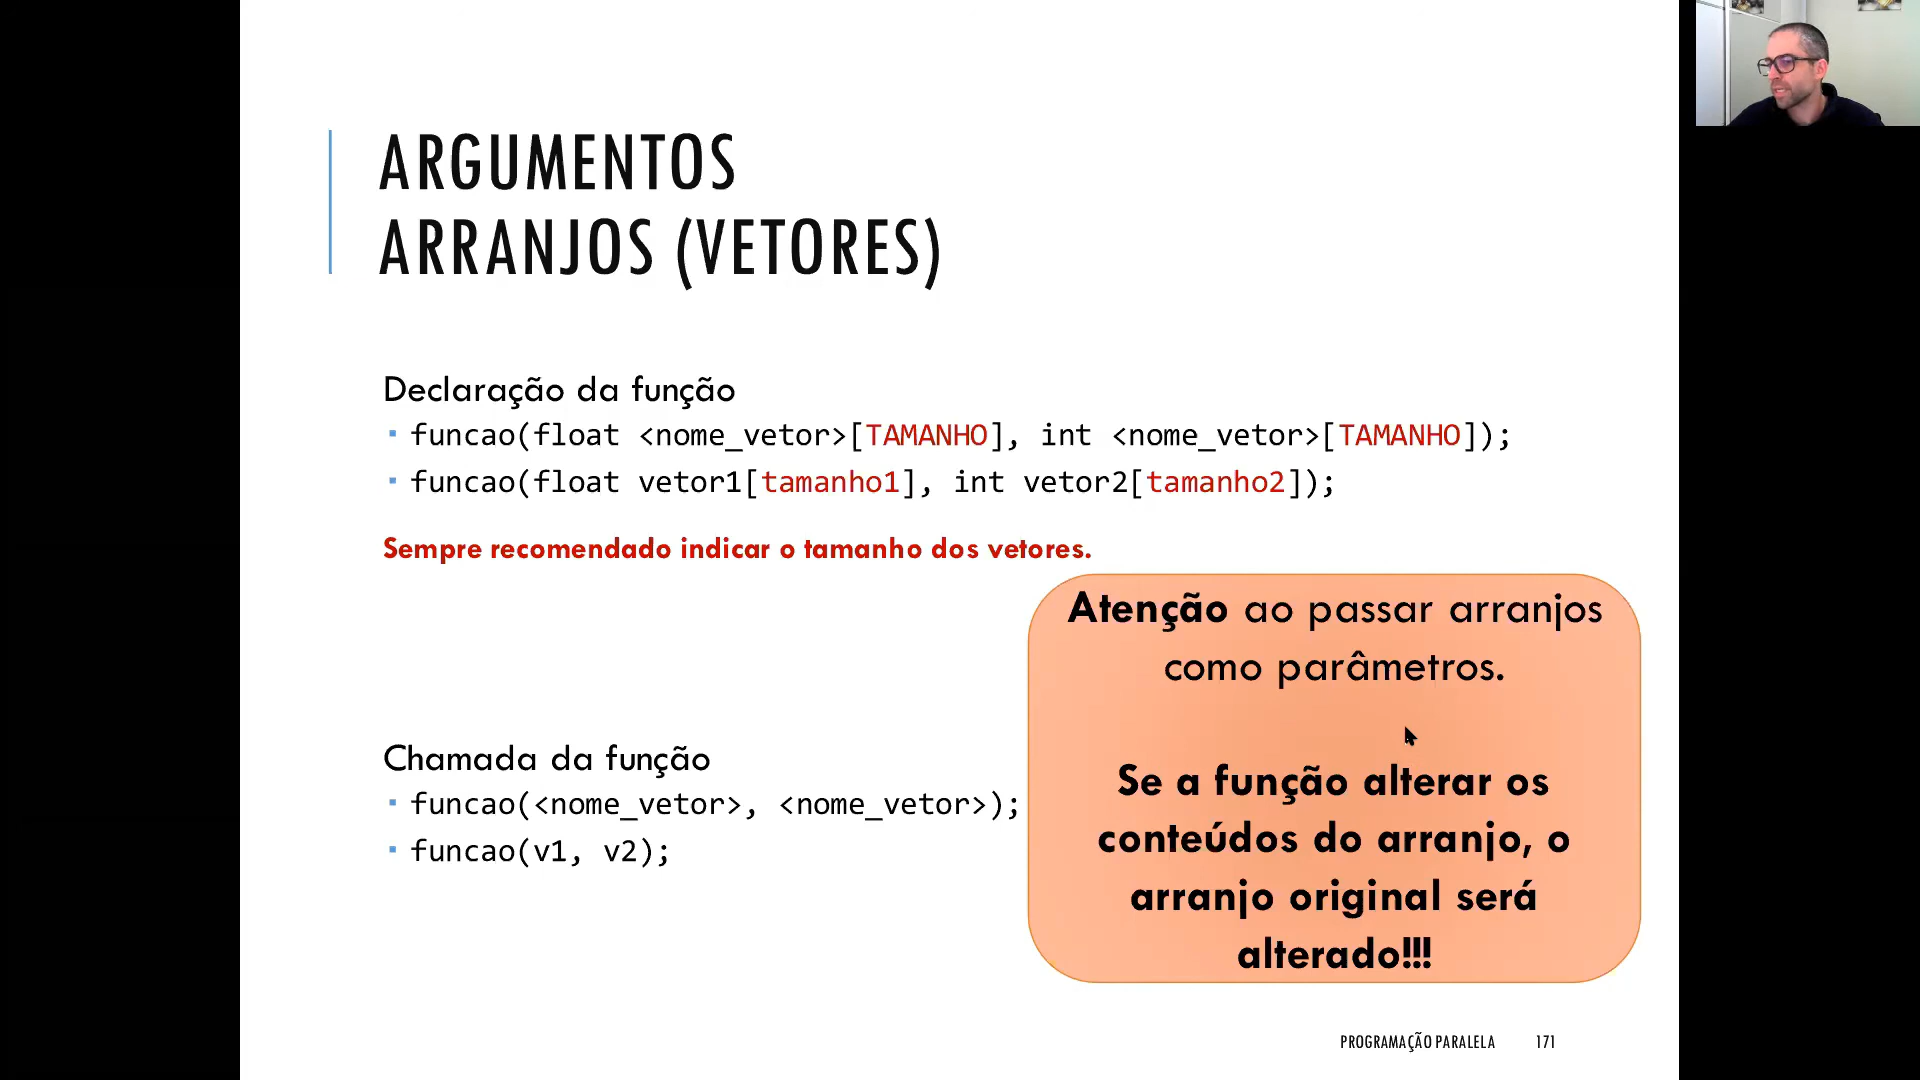 ARGUMENTOS
ARRANJOS (VETORES)
Declaração da função
▪ funcao(float <nome_vetor>[TAMANHO], int <nome_vetor>[TAMANHO]);
▪ funcao(float vetor1[tamanho1], int vetor2[tamanho2]);
Sempre recomendado indicar o tamanho dos vetores.
Chamada da função
▪ funcao(<nome_vetor>, <nome_vetor>);
▪ funcao(v1, v2);
Atenção ao passar arranjos
como parâmetros.
Se a função alterar os
conteúdos do arranjo, o
arranjo original será
alterado!!!
PROGRAMAÇÃO PARALELA 171